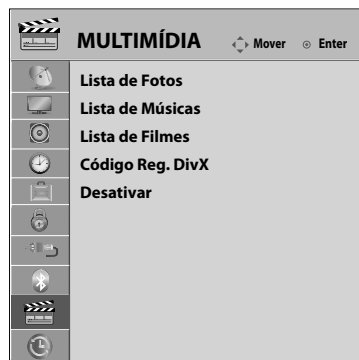 MULTIMÍDIA Mover Enter
Lista de Fotos
Lista de Músicas
Lista de Filmes
Código Reg. DivX
Desativar